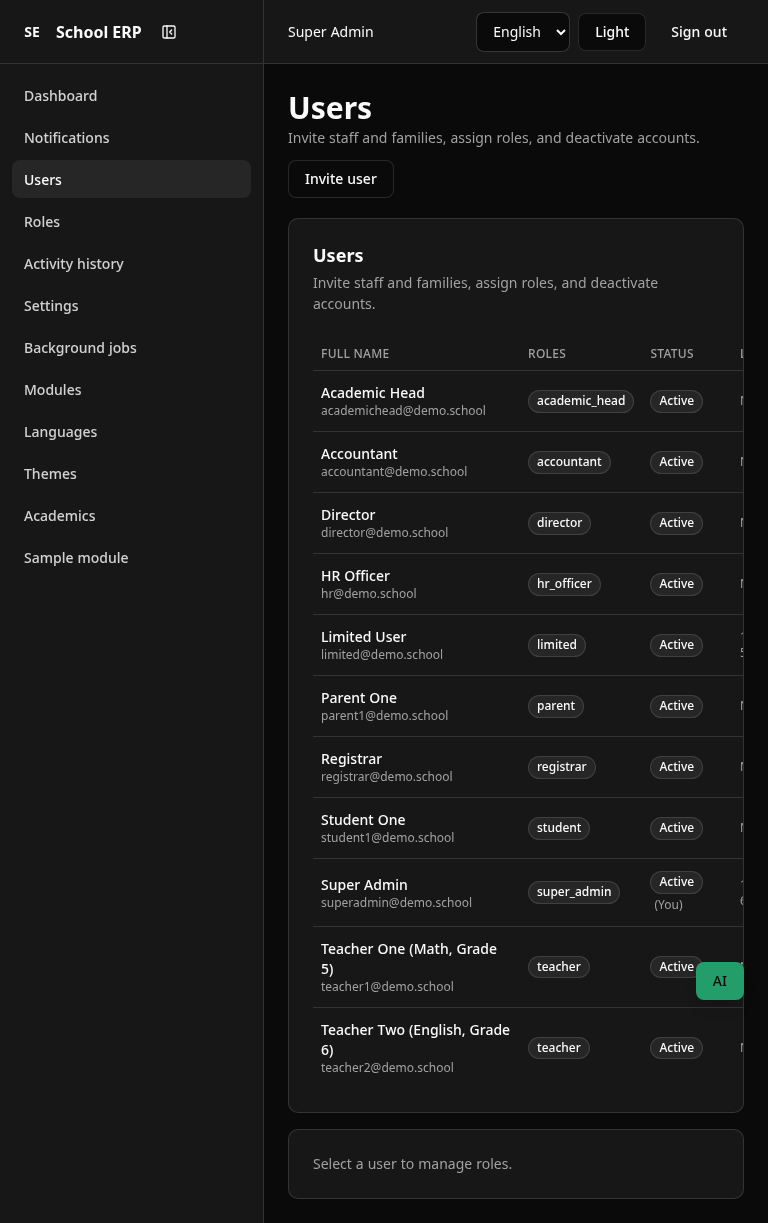 SE School ERP
Super Admin
English
Light
Sign out
Dashboard
Notifications
Users
Roles
Activity history
Settings
Background jobs
Modules
Languages
Themes
Academics
Sample module
Users
Invite staff and families, assign roles, and deactivate accounts.
Invite user
Users
Invite staff and families, assign roles, and deactivate
accounts.
FULL NAME ROLES STATUS
Academic Head
academichead@demo.school
academic_head Active
Accountant
accountant@demo.school
accountant Active
Director
director@demo.school
director Active
HR Officer
hr@demo.school
hr_officer Active
Limited User
limited@demo.school
limited Active
Parent One
parent1@demo.school
parent Active
Registrar
registrar@demo.school
registrar Active
Student One
student1@demo.school
student Active
Super Admin
superadmin@demo.school
super_admin Active
(You)
Teacher One (Math, Grade
5)
teacher1@demo.school
teacher Active
AI
Teacher Two (English, Grade
6)
teacher2@demo.school
teacher Active
Select a user to manage roles.